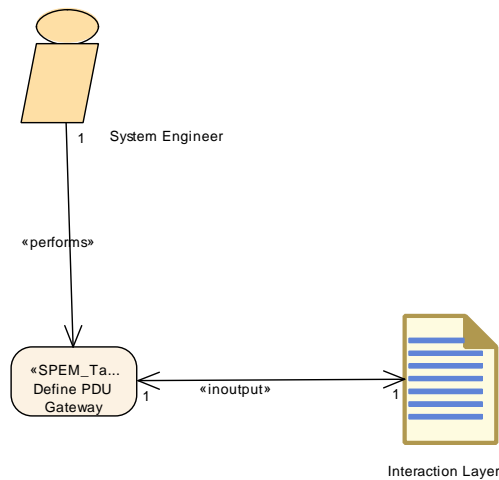 1
System Engineer
«performs»
«SPEM_Ta...
Define PDU
Gateway
1
«inoutput»
1
Interaction Layer